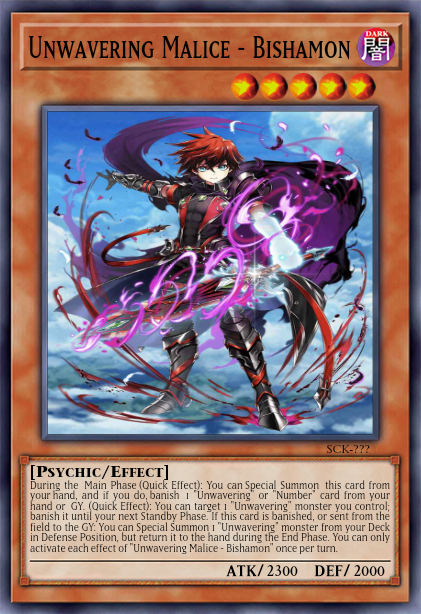 Unwavering Malice - Bishamon
DARK
闇
SCK-???
[Psychic/Effect]
During the Main Phase (Quick Effect): You can Special Summon this card from
your hand, and if you do, banish 1 "Unwavering" or "Number" card from your
hand or GY. (Quick Effect): You can target 1 "Unwavering" monster you control;
banish it until your next Standby Phase. If this card is banished, or sent from the
field to the GY: You can Special Summon 1 "Unwavering" monster from your Deck
in Defense Position, but return it to the hand during the End Phase. You can only
activate each effect of "Unwavering Malice - Bishamon" once per turn.
ATK/ 2300 DEF/ 2000